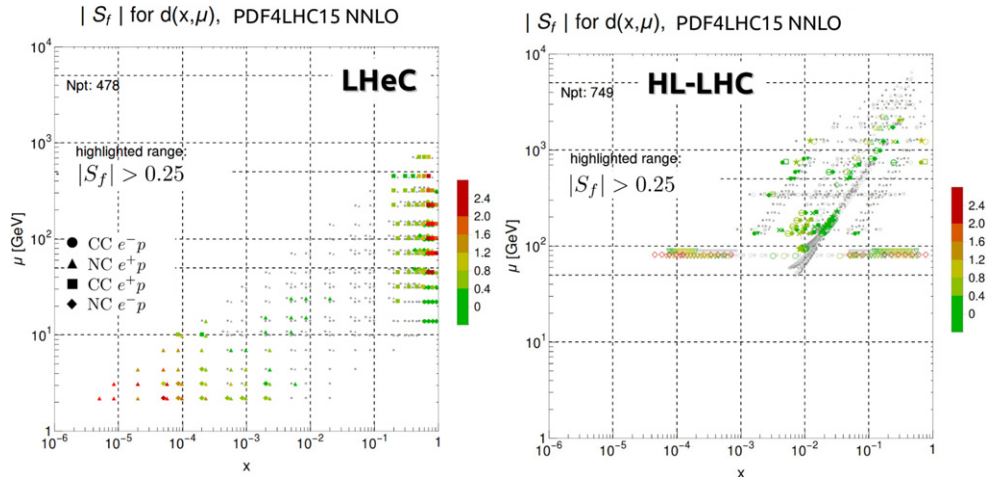 | S_f | for d(x,μ), PDF4LHC15 NNLO
LHeC
Npt: 478
highlighted range:
|S_f| > 0.25
CC e⁻p
NC e⁺p
CC e⁺p
NC e⁻p
μ [GeV]
10⁴
10³
10²
10¹
1
10⁻⁶ 10⁻⁵ 10⁻⁴ 10⁻³ 10⁻² 10⁻¹ 1
x
2.4
2.0
1.6
1.2
0.8
0.4
0
| S_f | for d(x,μ), PDF4LHC15 NNLO
HL-LHC
Npt: 749
highlighted range:
|S_f| > 0.25
μ [GeV]
10⁴
10³
10²
10¹
1
10⁻⁶ 10⁻⁵ 10⁻⁴ 10⁻³ 10⁻² 10⁻¹ 1
x
2.4
2.0
1.6
1.2
0.8
0.4
0